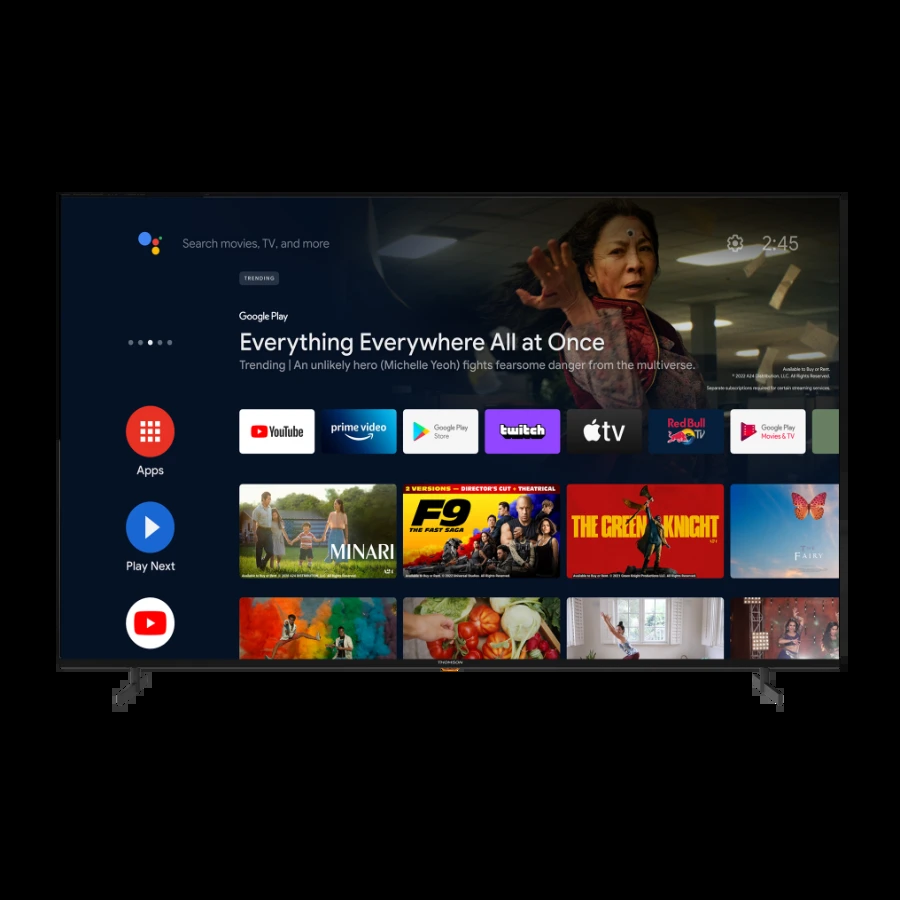 Search movies, TV, and more
2:45
TRENDING
Google Play
Everything Everywhere All at Once
Trending | An unlikely hero (Michelle Yeoh) fights fearsome danger from the multiverse.
Available to Buy or Rent.
© 2022 A24 Distribution, LLC. All Rights Reserved.
Separate subscriptions required for certain streaming services.
Apps
YouTube
prime video
Google Play
Store
twitch
tv
Red Bull
TV
Google Play
Movies & TV
Play Next
MINARI
A24
2 VERSIONS — DIRECTOR'S CUT + THEATRICAL
F9
THE FAST SAGA
THE GREEN KNIGHT
A24
FAIRY
THOMSON